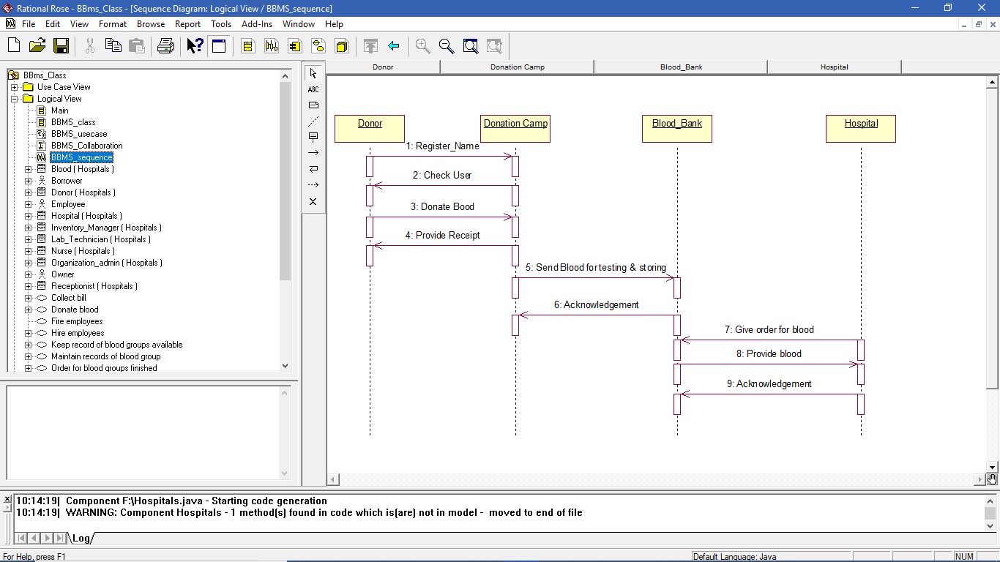 Rational Rose - BBms_Class - [Sequence Diagram: Logical View / BBMS_sequence]
File Edit View Format Browse Report Tools Add-Ins Window Help
BBms_Class
Use Case View
Logical View
Main
BBMS_class
BBMS_usecase
BBMS_Collaboration
BBMS_sequence
Blood ( Hospitals )
Borrower
Donor ( Hospitals )
Employee
Hospital ( Hospitals )
Inventory_Manager ( Hospitals )
Lab_Technician ( Hospitals )
Nurse ( Hospitals )
Organization_admin ( Hospitals )
Owner
Receptionist ( Hospitals )
Collect bill
Donate blood
Fire employees
Hire employees
Keep record of blood groups available
Maintain records of blood group
Order for blood groups finished
ABC
Donor Donation Camp Blood_Bank Hospital
Donor Donation Camp Blood_Bank Hospital
1: Register_Name
2: Check User
3: Donate Bood
4: Provide Receipt
5: Send Blood for testing & storing
6: Acknowledgement
7: Give order for blood
8: Provide blood
9: Acknowledgement
10:14:19| Component F:\Hospitals.java - Starting code generation
10:14:19| WARNING: Component Hospitals - 1 method(s) found in code which is(are) not in model - moved to end of file
Log
For Help, press F1
Default Language: Java
NUM